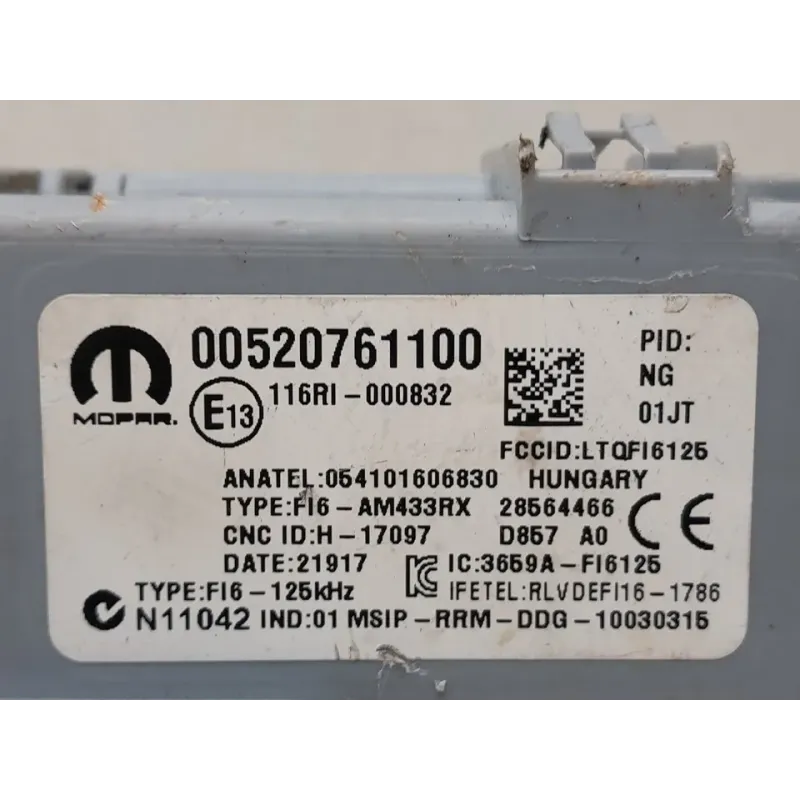 MOPAR.
00520761100
E13
116RI-000832
PID:
NG
01JT
FCCID:LTQFI6125
ANATEL:054101606830 HUNGARY
TYPE:FI6-AM433RX 28564466
CNC ID:H-17097 D857 A0
CE
DATE:21917 IC:3659A-FI6125
TYPE:FI6-125kHz IFETEL:RLVDEFI16-1786
N11042 IND:01 MSIP-RRM-DDG-10030315